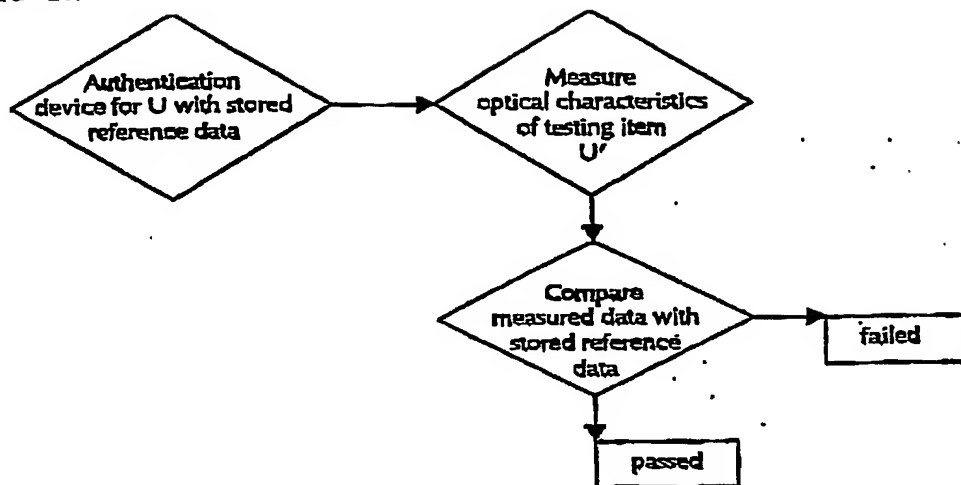 Authentication
device for U with stored
reference data
Measure
optical characteristics
of testing item
U'
Compare
measured data with
stored reference
data
failed
passed